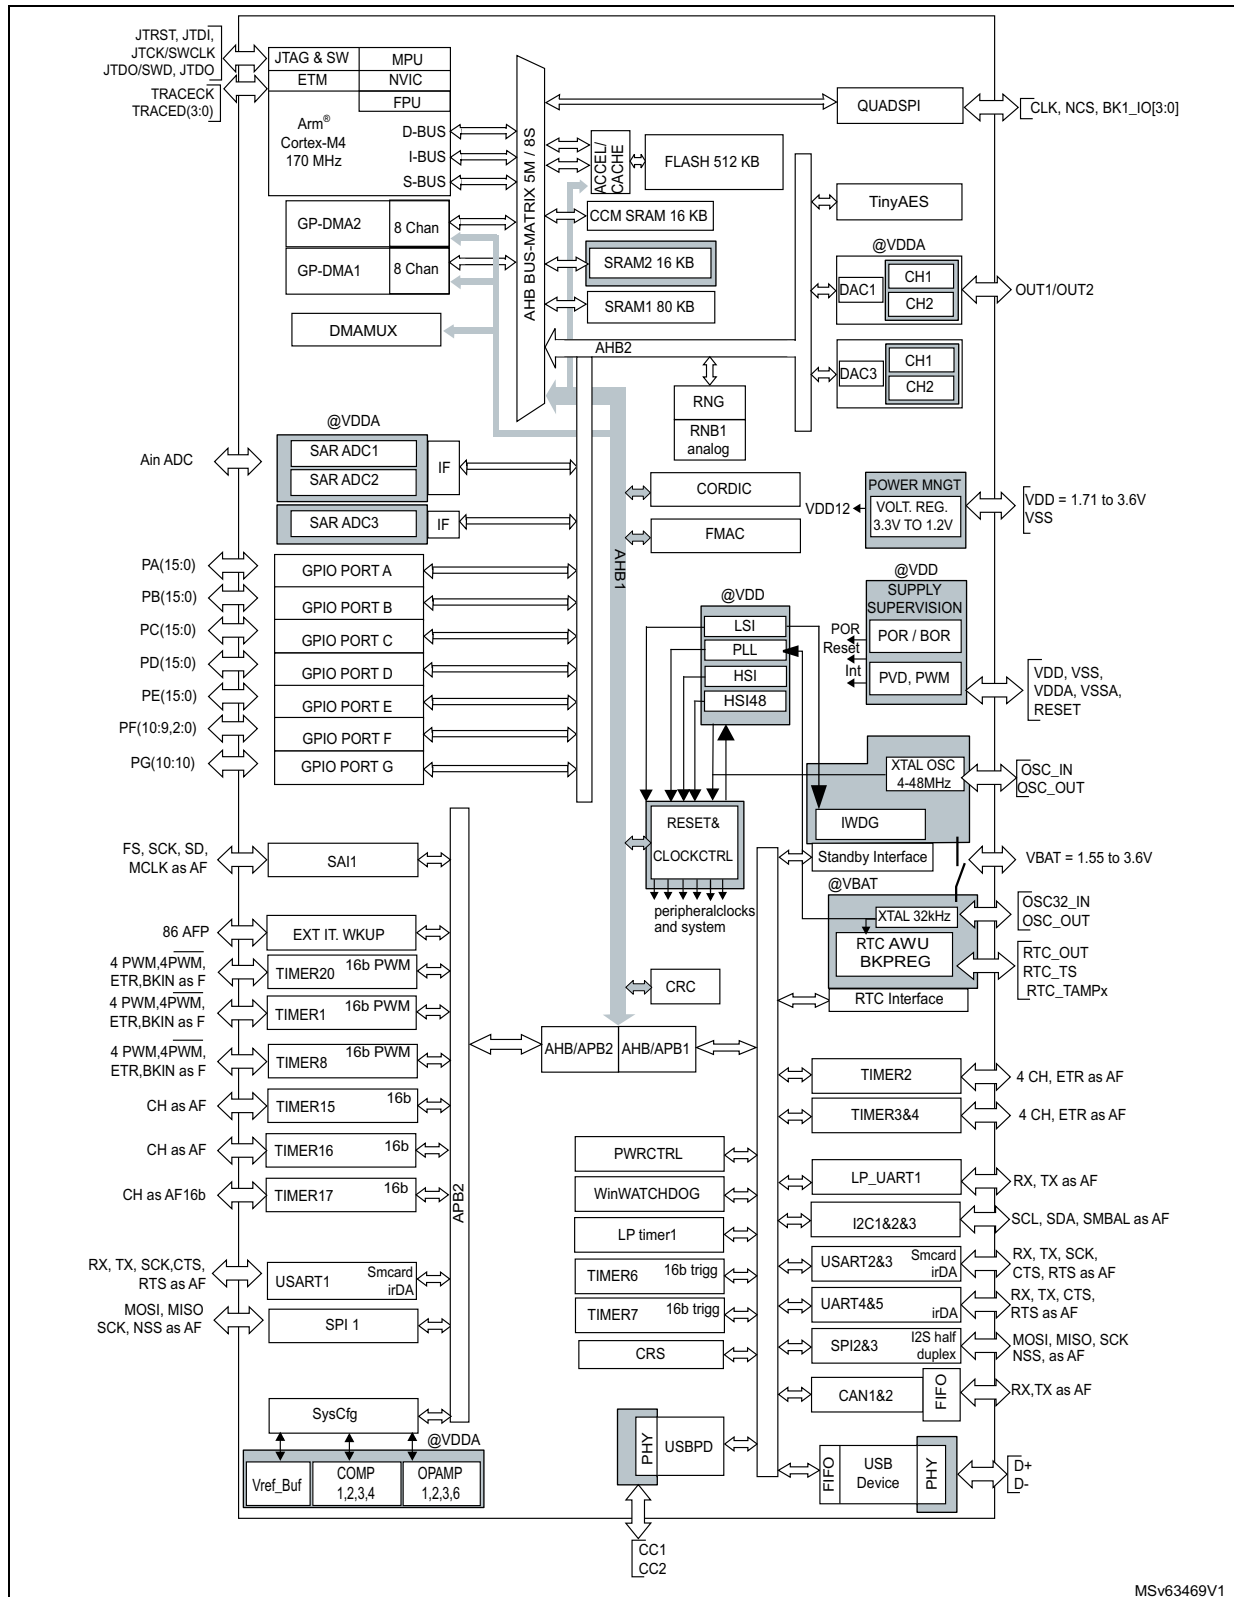 JTRST, JTDI,
JTCK/SWCLK
JTDO/SWD, JTDO
TRACECK
TRACED(3:0)
JTAG & SW
MPU
ETM
NVIC
FPU
Arm®
Cortex-M4
170 MHz
D-BUS
I-BUS
S-BUS
GP-DMA2
8 Chan
GP-DMA1
8 Chan
DMAMUX
AHB BUS-MATRIX 5M / 8S
ACCEL/
CACHE
FLASH 512 KB
CCM SRAM 16 KB
SRAM2 16 KB
SRAM1 80 KB
AHB2
QUADSPI
CLK, NCS, BK1_IO[3:0]
TinyAES
@VDDA
DAC1
CH1
CH2
OUT1/OUT2
DAC3
CH1
CH2
RNG
RNB1
analog
@VDDA
Ain ADC
SAR ADC1
SAR ADC2
IF
SAR ADC3
IF
CORDIC
FMAC
AHB1
POWER MNGT
VDD12
VOLT. REG.
3.3V TO 1.2V
VDD = 1.71 to 3.6V
VSS
PA(15:0)
GPIO PORT A
PB(15:0)
GPIO PORT B
PC(15:0)
GPIO PORT C
PD(15:0)
GPIO PORT D
PE(15:0)
GPIO PORT E
PF(10:9,2:0)
GPIO PORT F
PG(10:10)
GPIO PORT G
@VDD
LSI
PLL
HSI
HSI48
@VDD
SUPPLY
SUPERVISION
POR
Reset
Int
POR / BOR
PVD, PWM
VDD, VSS,
VDDA, VSSA,
RESET
XTAL OSC
4-48MHz
OSC_IN
OSC_OUT
IWDG
RESET&
CLOCKCTRL
peripheralclocks
and system
Standby Interface
VBAT = 1.55 to 3.6V
@VBAT
XTAL 32kHz
OSC32_IN
OSC_OUT
RTC AWU
BKPREG
RTC_OUT
RTC_TS
RTC_TAMPx
RTC Interface
CRC
AHB/APB2
AHB/APB1
FS, SCK, SD,
MCLK as AF
SAI1
86 AFP
EXT IT. WKUP
4 PWM,4PWM,
ETR,BKIN as F
TIMER20
16b PWM
4 PWM,4PWM,
ETR,BKIN as F
TIMER1
16b PWM
4 PWM,4PWM,
ETR,BKIN as F
TIMER8
16b PWM
CH as AF
TIMER15
16b
CH as AF
TIMER16
16b
CH as AF16b
TIMER17
16b
APB2
RX, TX, SCK,CTS,
RTS as AF
USART1
Smcard
irDA
MOSI, MISO
SCK, NSS as AF
SPI 1
SysCfg
@VDDA
Vref_Buf
COMP
1,2,3,4
OPAMP
1,2,3,6
PWRCTRL
WinWATCHDOG
LP timer1
TIMER6
16b trigg
TIMER7
16b trigg
CRS
PHY
USBPD
CC1
CC2
TIMER2
4 CH, ETR as AF
TIMER3&4
4 CH, ETR as AF
LP_UART1
RX, TX as AF
I2C1&2&3
SCL, SDA, SMBAL as AF
USART2&3
Smcard
irDA
RX, TX, SCK,
CTS, RTS as AF
UART4&5
irDA
RX, TX, CTS,
RTS as AF
SPI2&3
I2S half
duplex
MOSI, MISO, SCK
NSS, as AF
CAN1&2
FIFO
RX,TX as AF
FIFO
USB
Device
PHY
D+
D-
MSv63469V1